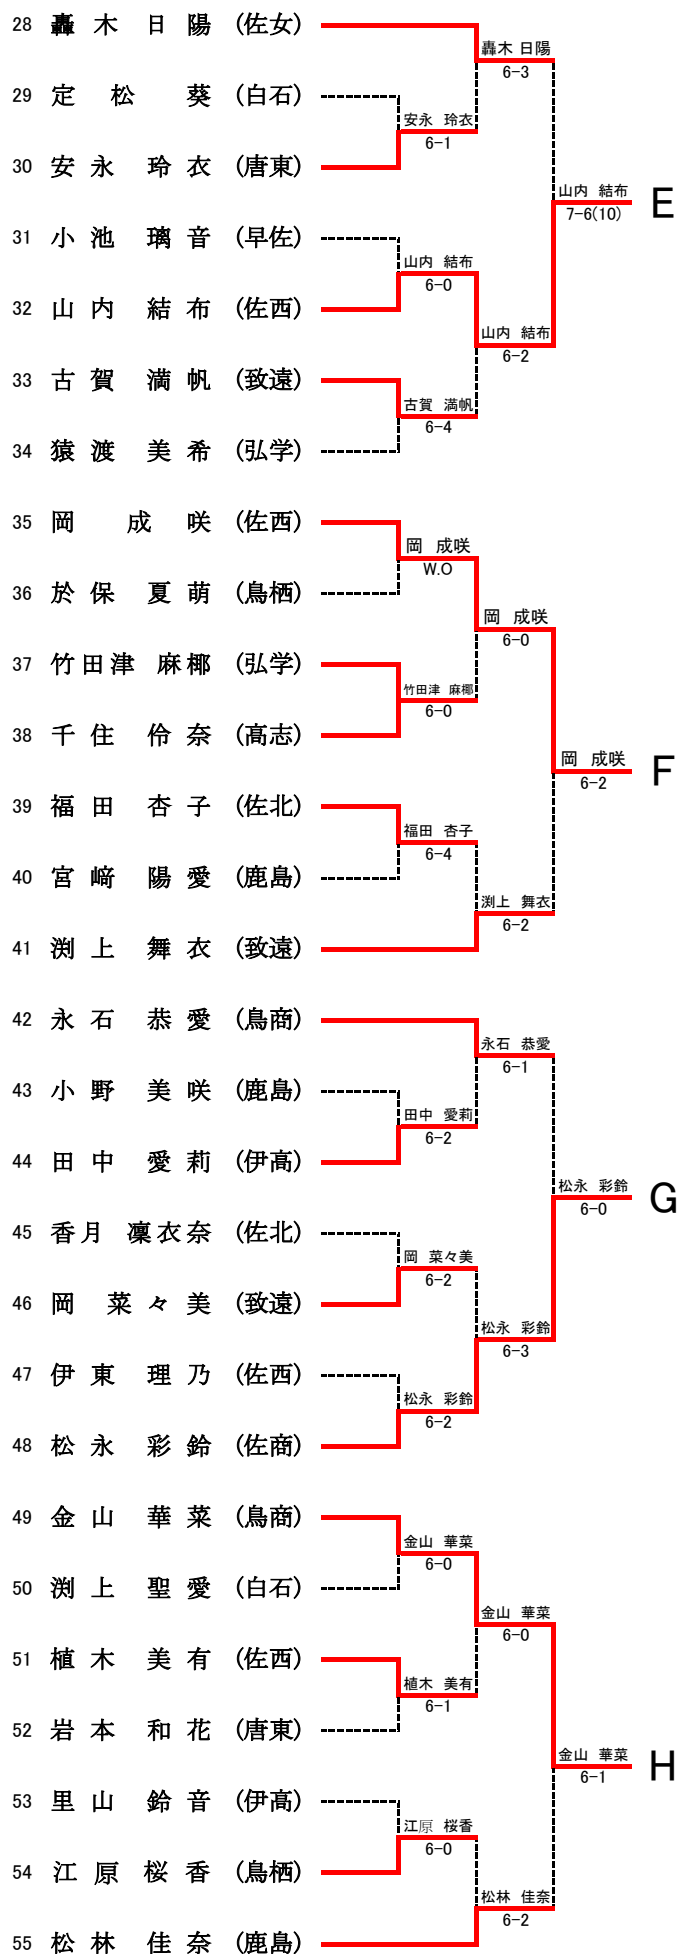 28 轟木 日陽 (佐女)
轟木 日陽
6-3
29 定松 葵 (白石)
安永 玲衣
6-1
30 安永 玲衣 (唐東)
山内 結布
7-6(10)
E
31 小池 璃音 (早佐)
山内 結布
6-0
32 山内 結布 (佐西)
山内 結布
6-2
33 古賀 満帆 (致遠)
古賀 満帆
6-4
34 猿渡 美希 (弘学)
35 岡 成咲 (佐西)
岡 成咲
W.O
36 於保 夏萌 (鳥栖)
岡 成咲
6-0
37 竹田津 麻椰 (弘学)
竹田津 麻椰
6-0
38 千住 伶奈 (高志)
岡 成咲
6-2
F
39 福田 杏子 (佐北)
福田 杏子
6-4
40 宮﨑 陽愛 (鹿島)
渕上 舞衣
6-2
41 渕上 舞衣 (致遠)
42 永石 恭愛 (鳥商)
永石 恭愛
6-1
43 小野 美咲 (鹿島)
田中 愛莉
6-2
44 田中 愛莉 (伊高)
松永 彩鈴
6-0
G
45 香月 凜衣奈 (佐北)
岡 菜々美
6-2
46 岡 菜々美 (致遠)
松永 彩鈴
6-3
47 伊東 理乃 (佐西)
松永 彩鈴
6-2
48 松永 彩鈴 (佐商)
49 金山 華菜 (鳥商)
金山 華菜
6-0
50 渕上 聖愛 (白石)
金山 華菜
6-0
51 植木 美有 (佐西)
植木 美有
6-1
52 岩本 和花 (唐東)
金山 華菜
6-1
H
53 里山 鈴音 (伊高)
江原 桜香
6-0
54 江原 桜香 (鳥栖)
松林 佳奈
6-2
55 松林 佳奈 (鹿島)